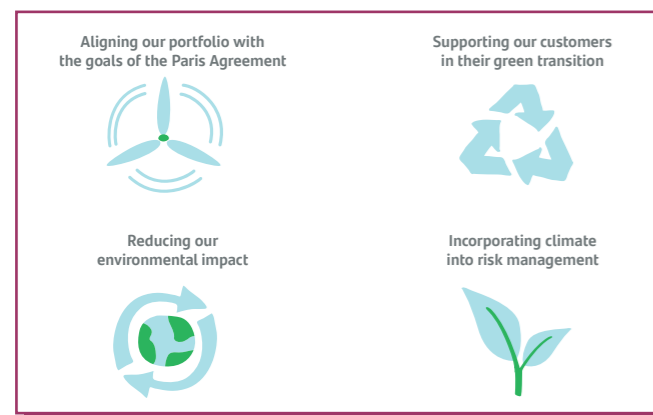 Aligning our portfolio with
the goals of the Paris Agreement
Supporting our customers
in their green transition
Reducing our
environmental impact
Incorporating climate
into risk management